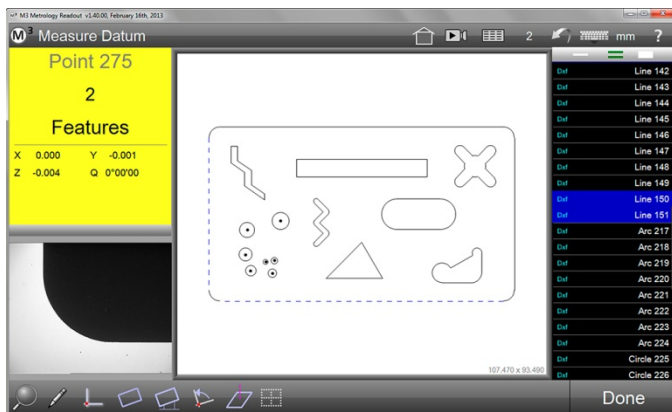 M³ M3 Metrology Readout v1.40.00, February 16th, 2013
M³ Measure Datum
2
mm
?
Point 275
2
Features
X 0.000 Y -0.001
Z -0.004 Q 0°00'00
107.470 x 93.490
Dxf Line 142
Dxf Line 143
Dxf Line 144
Dxf Line 145
Dxf Line 146
Dxf Line 147
Dxf Line 148
Dxf Line 149
Dxf Line 150
Dxf Line 151
Dxf Arc 217
Dxf Arc 218
Dxf Arc 219
Dxf Arc 220
Dxf Arc 221
Dxf Arc 222
Dxf Arc 223
Dxf Arc 224
Dxf Circle 225
Dxf Circle 226
Done